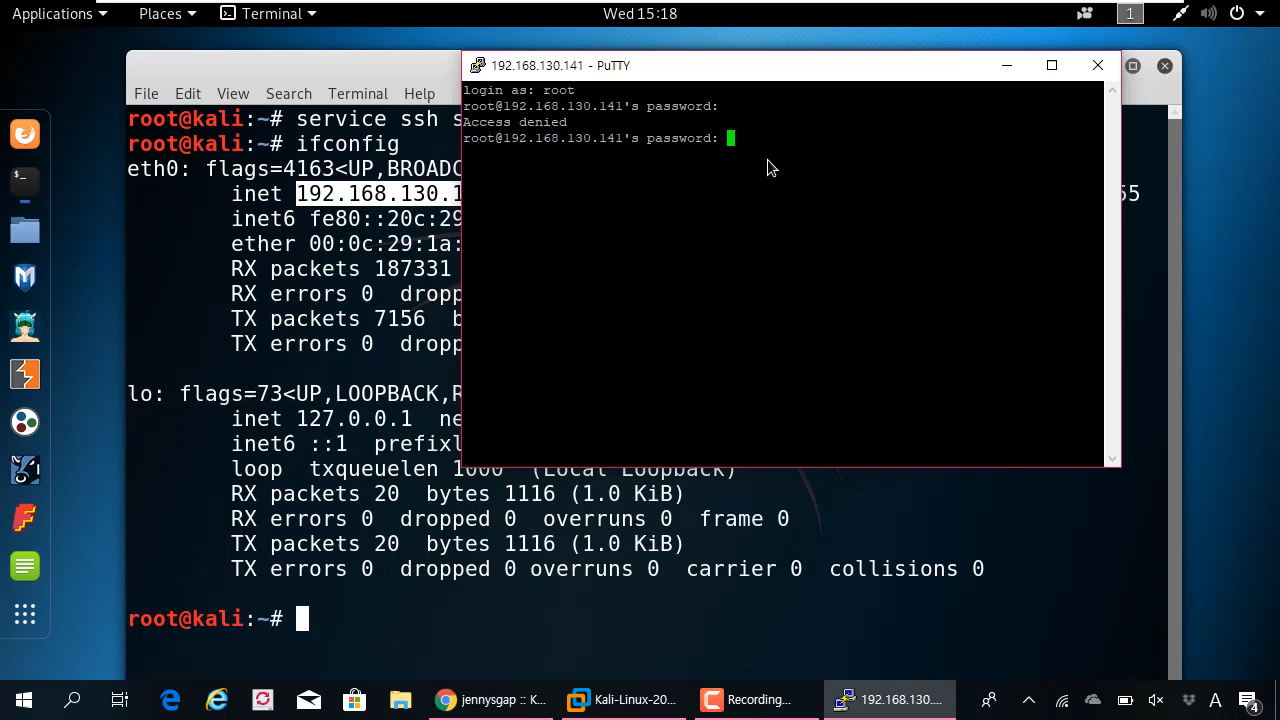 Applications Places Terminal Wed 15:18 1
192.168.130.141 - PuTTY
File Edit View Search Terminal Help
login as: root
root@192.168.130.141's password:
Access denied
root@192.168.130.141's password:
root@kali:~# service ssh s
root@kali:~# ifconfig
eth0: flags=4163<UP,BROADC
inet 192.168.130.1 55
inet6 fe80::20c:29
ether 00:0c:29:1a:
RX packets 187331
RX errors 0 dropp
TX packets 7156 b
TX errors 0 dropp
lo: flags=73<UP,LOOPBACK,R
inet 127.0.0.1 ne
inet6 ::1 prefixl
loop txqueuelen 1000 (Local Loopback)
RX packets 20 bytes 1116 (1.0 KiB)
RX errors 0 dropped 0 overruns 0 frame 0
TX packets 20 bytes 1116 (1.0 KiB)
TX errors 0 dropped 0 overruns 0 carrier 0 collisions 0
root@kali:~#
jennysgap :: K... Kali-Linux-20... Recording... 192.168.130.... A 4